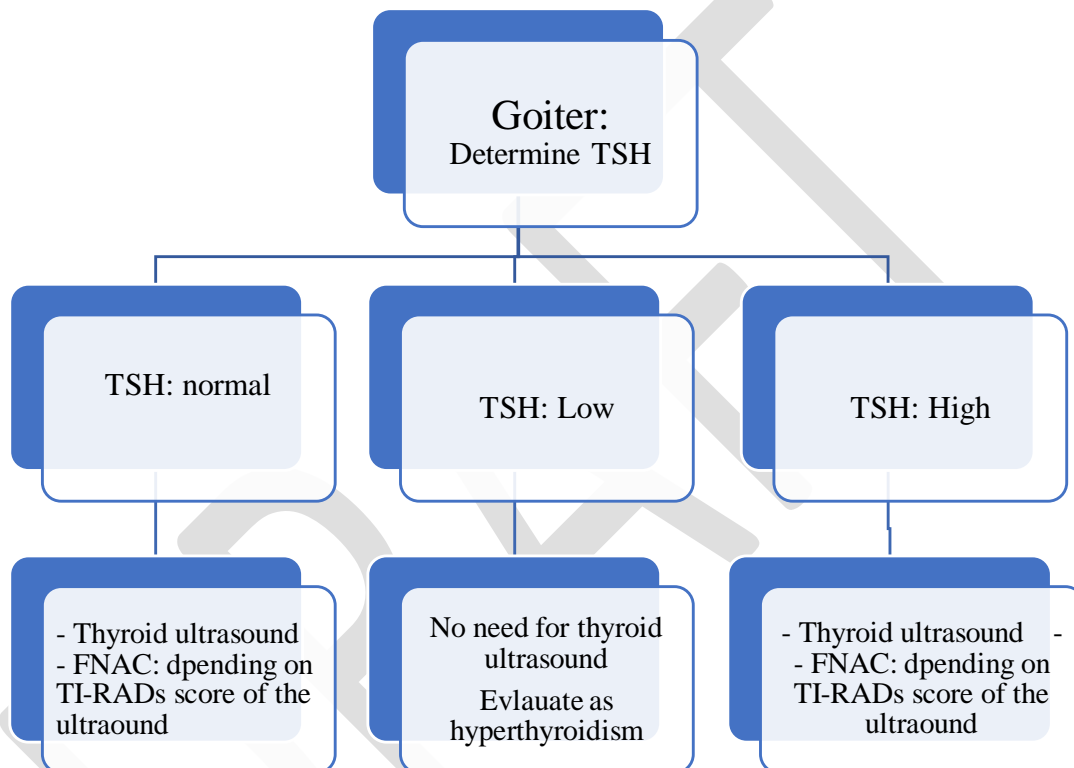 Goiter:
Determine TSH
TSH: normal
TSH: Low
TSH: High
- Thyroid ultrasound
- FNAC: dpending on
TI-RADs score of the
ultraound
No need for thyroid
ultrasound
Evlauate as
hyperthyroidism
- Thyroid ultrasound -
- FNAC: dpending on
TI-RADs score of the
ultraound